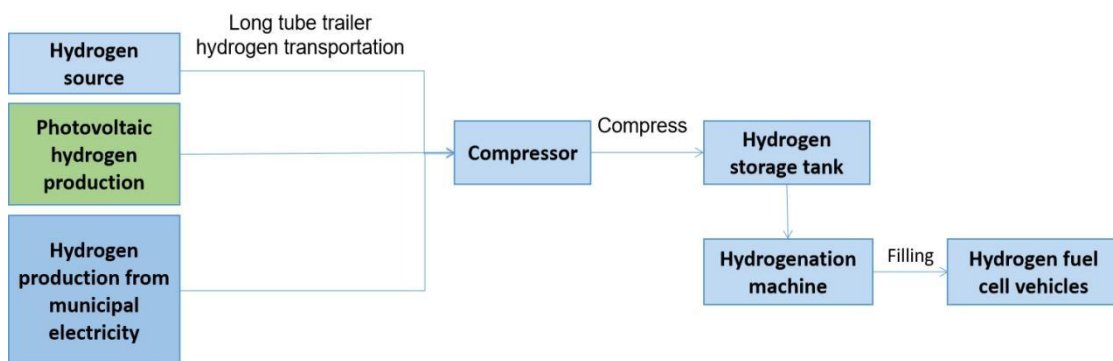 Long tube trailer
hydrogen transportation
Hydrogen
source
Photovoltaic
hydrogen
production
Hydrogen
production from
municipal
electricity
Compressor
Compress
Hydrogen
storage tank
Hydrogenation
machine
Filling
Hydrogen fuel
cell vehicles